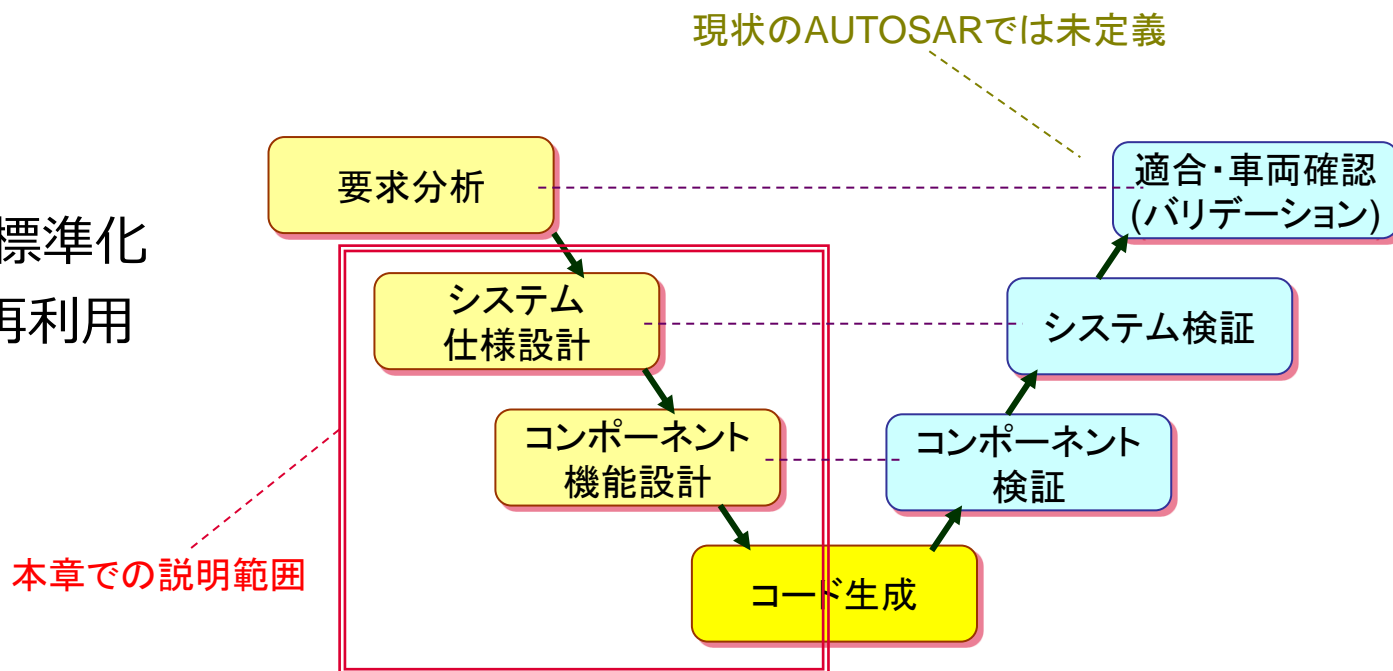 現状のAUTOSARでは未定義
要求分析
適合・車両確認
(バリデーション)
標準化
再利用
システム
仕様設計
システム検証
コンポーネント
機能設計
コンポーネント
検証
本章での説明範囲
コード生成